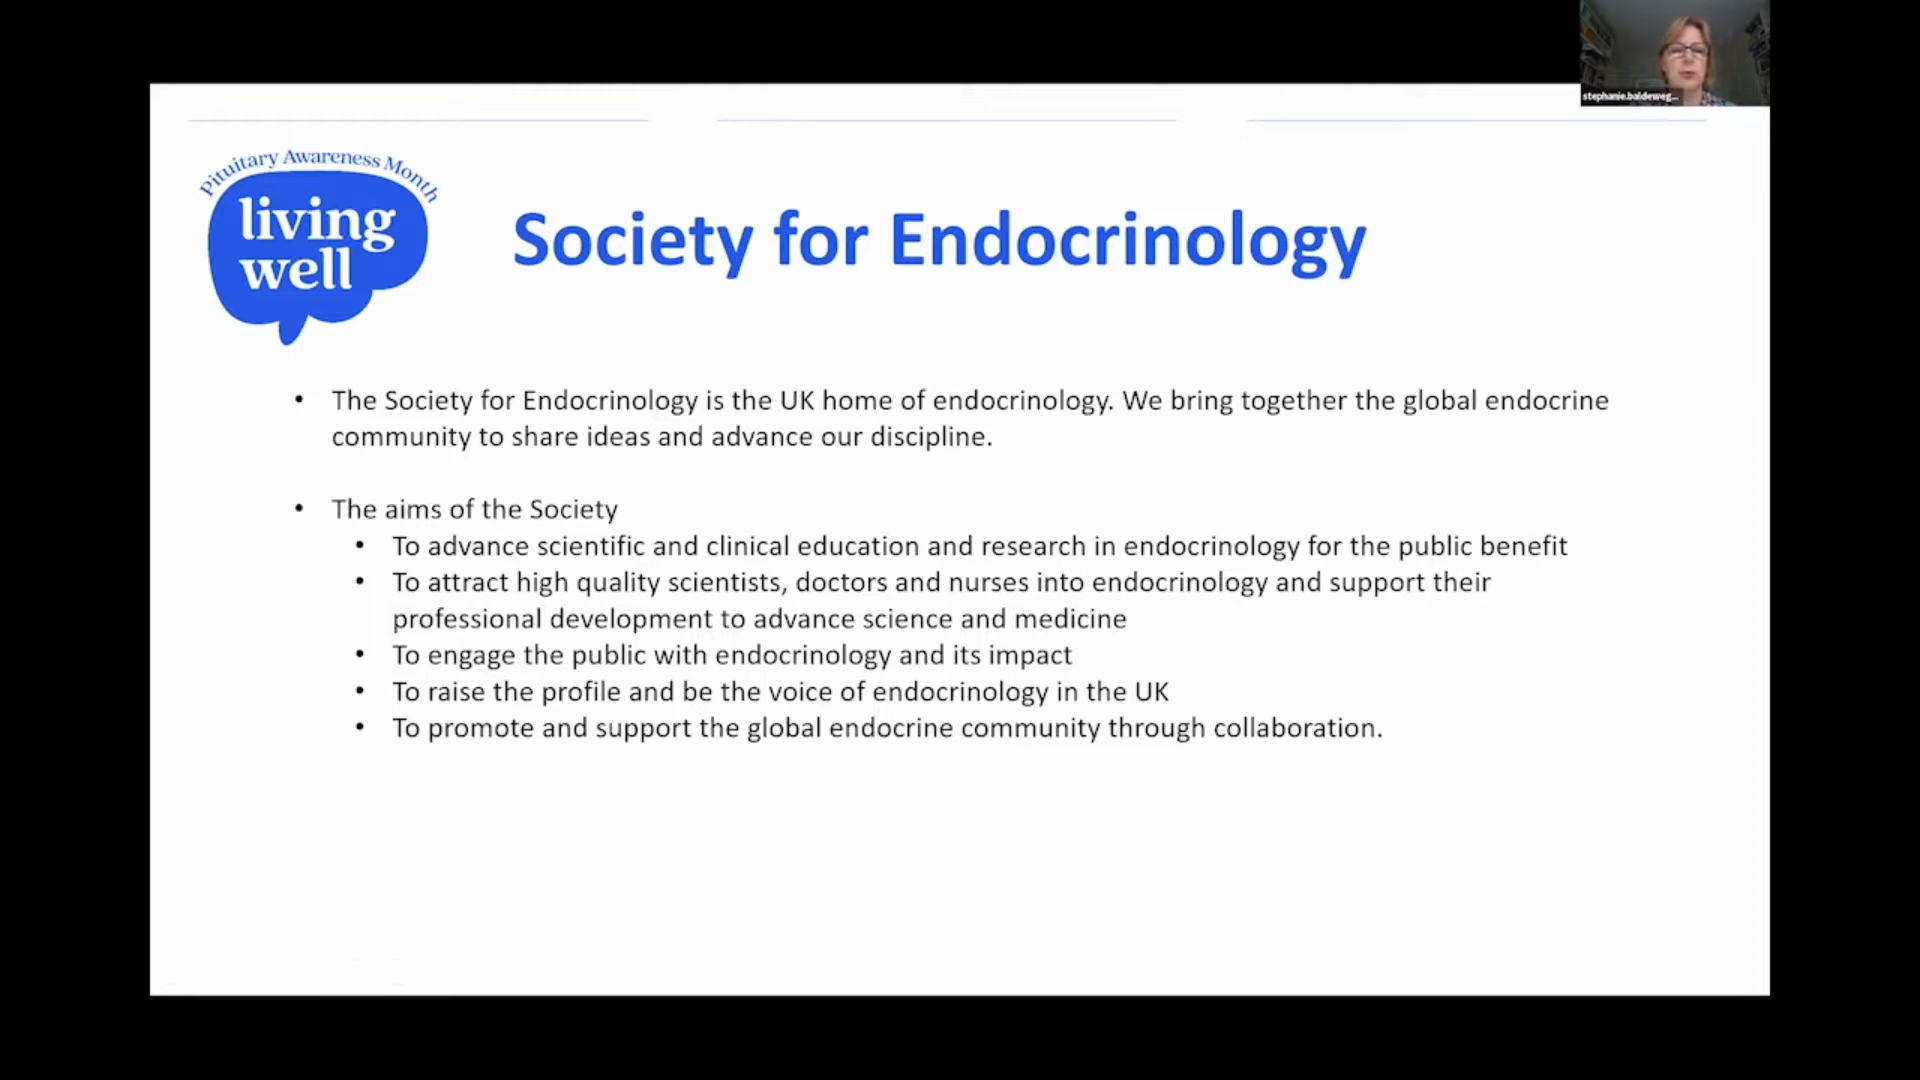 stephanie.baldeweg...
Pituitary Awareness Month
living
well
Society for Endocrinology
• The Society for Endocrinology is the UK home of endocrinology. We bring together the global endocrine
community to share ideas and advance our discipline.
• The aims of the Society
• To advance scientific and clinical education and research in endocrinology for the public benefit
• To attract high quality scientists, doctors and nurses into endocrinology and support their
professional development to advance science and medicine
• To engage the public with endocrinology and its impact
• To raise the profile and be the voice of endocrinology in the UK
• To promote and support the global endocrine community through collaboration.